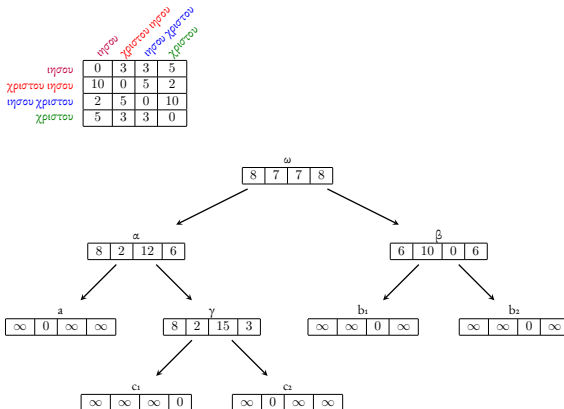 ιησου χριστου ιησου ιησου χριστου χριστου
ιησου 0 3 3 5
χριστου ιησου 10 0 5 2
ιησου χριστου 2 5 0 10
χριστου 5 3 3 0
ω
8 7 7 8
α β
8 2 12 6 6 10 0 6
a γ b₁ b₂
∞ 0 ∞ ∞ 8 2 15 3 ∞ ∞ 0 ∞ ∞ ∞ 0 ∞
c₁ c₂
∞ ∞ ∞ 0 ∞ 0 ∞ ∞